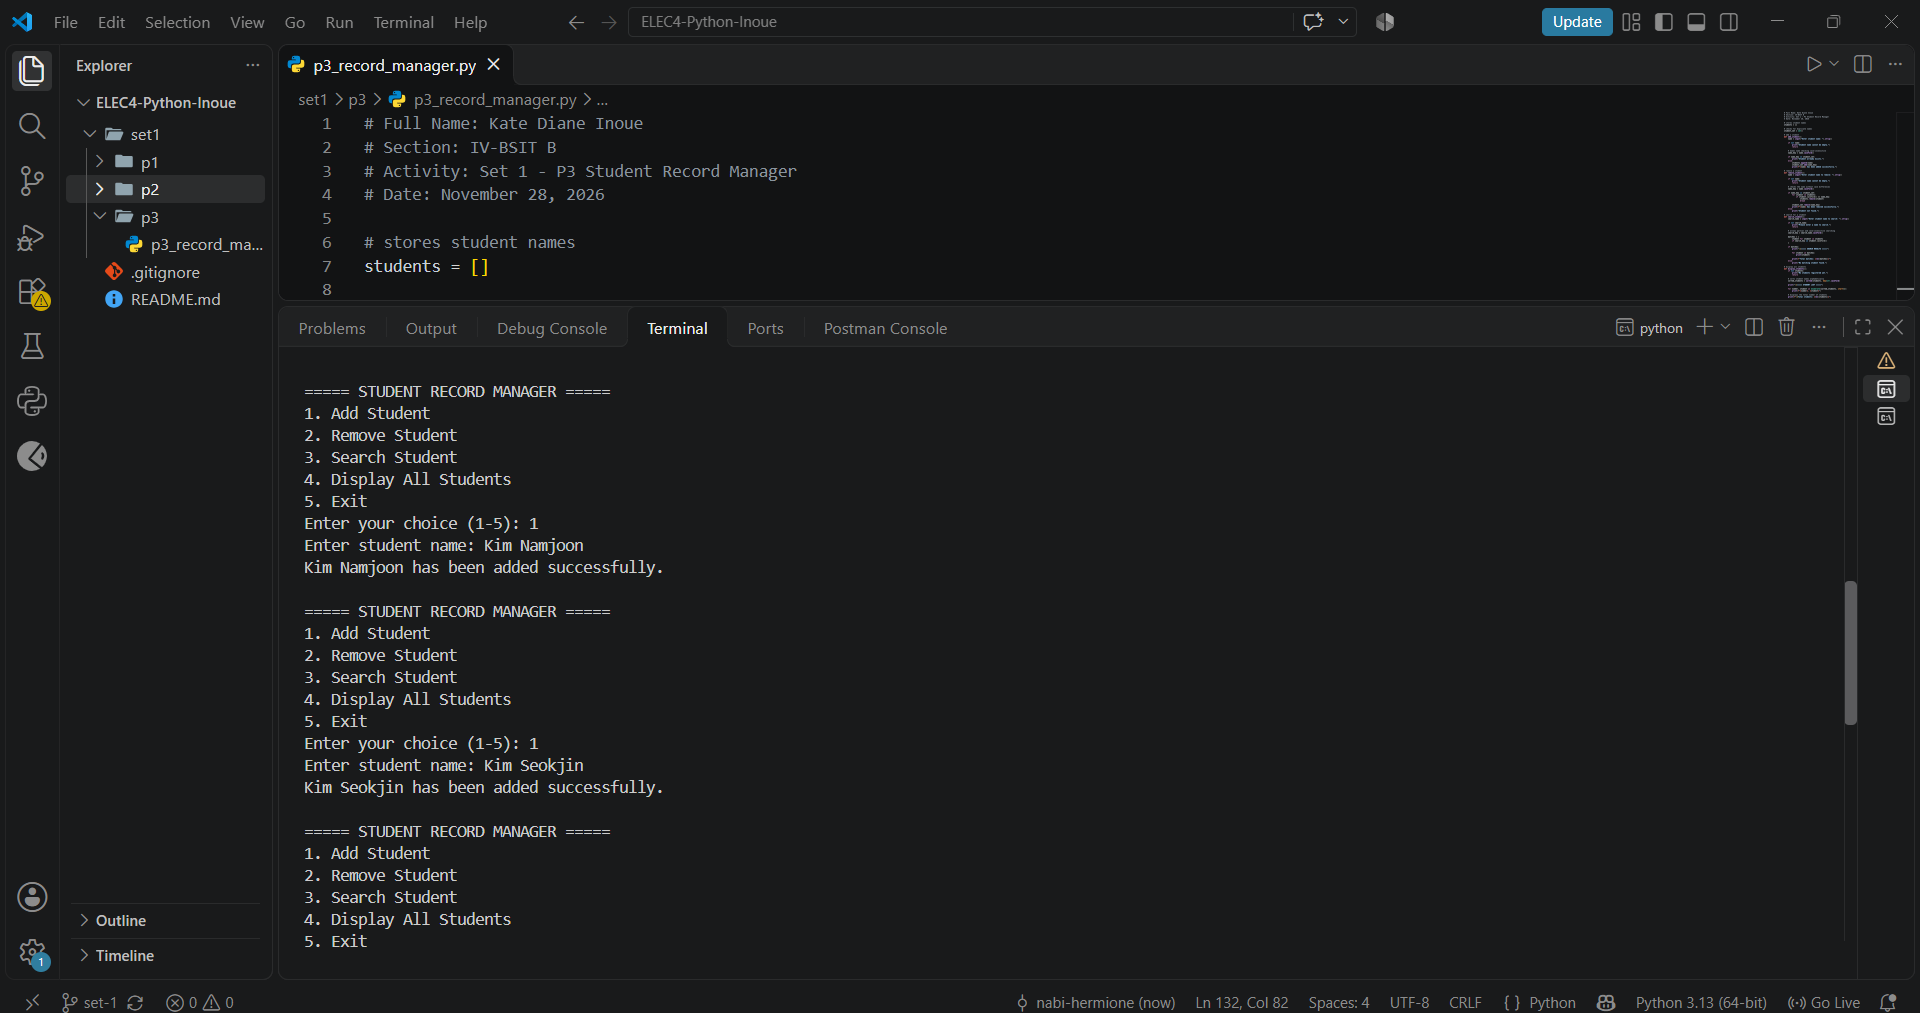 File Edit Selection View Go Run Terminal Help
ELEC4-Python-Inoue
Update
Explorer
ELEC4-Python-Inoue
set1
p1
p2
p3
p3_record_ma...
.gitignore
README.md
Outline
Timeline
p3_record_manager.py
set1 > p3 > p3_record_manager.py > ...
1 # Full Name: Kate Diane Inoue
2 # Section: IV-BSIT B
3 # Activity: Set 1 - P3 Student Record Manager
4 # Date: November 28, 2026
5
6 # stores student names
7 students = []
8
Problems Output Debug Console Terminal Ports Postman Console
python
===== STUDENT RECORD MANAGER =====
1. Add Student
2. Remove Student
3. Search Student
4. Display All Students
5. Exit
Enter your choice (1-5): 1
Enter student name: Kim Namjoon
Kim Namjoon has been added successfully.
===== STUDENT RECORD MANAGER =====
1. Add Student
2. Remove Student
3. Search Student
4. Display All Students
5. Exit
Enter your choice (1-5): 1
Enter student name: Kim Seokjin
Kim Seokjin has been added successfully.
===== STUDENT RECORD MANAGER =====
1. Add Student
2. Remove Student
3. Search Student
4. Display All Students
5. Exit
1
set-1 0 0 nabi-hermione (now) Ln 132, Col 82 Spaces: 4 UTF-8 CRLF { } Python Python 3.13 (64-bit) Go Live